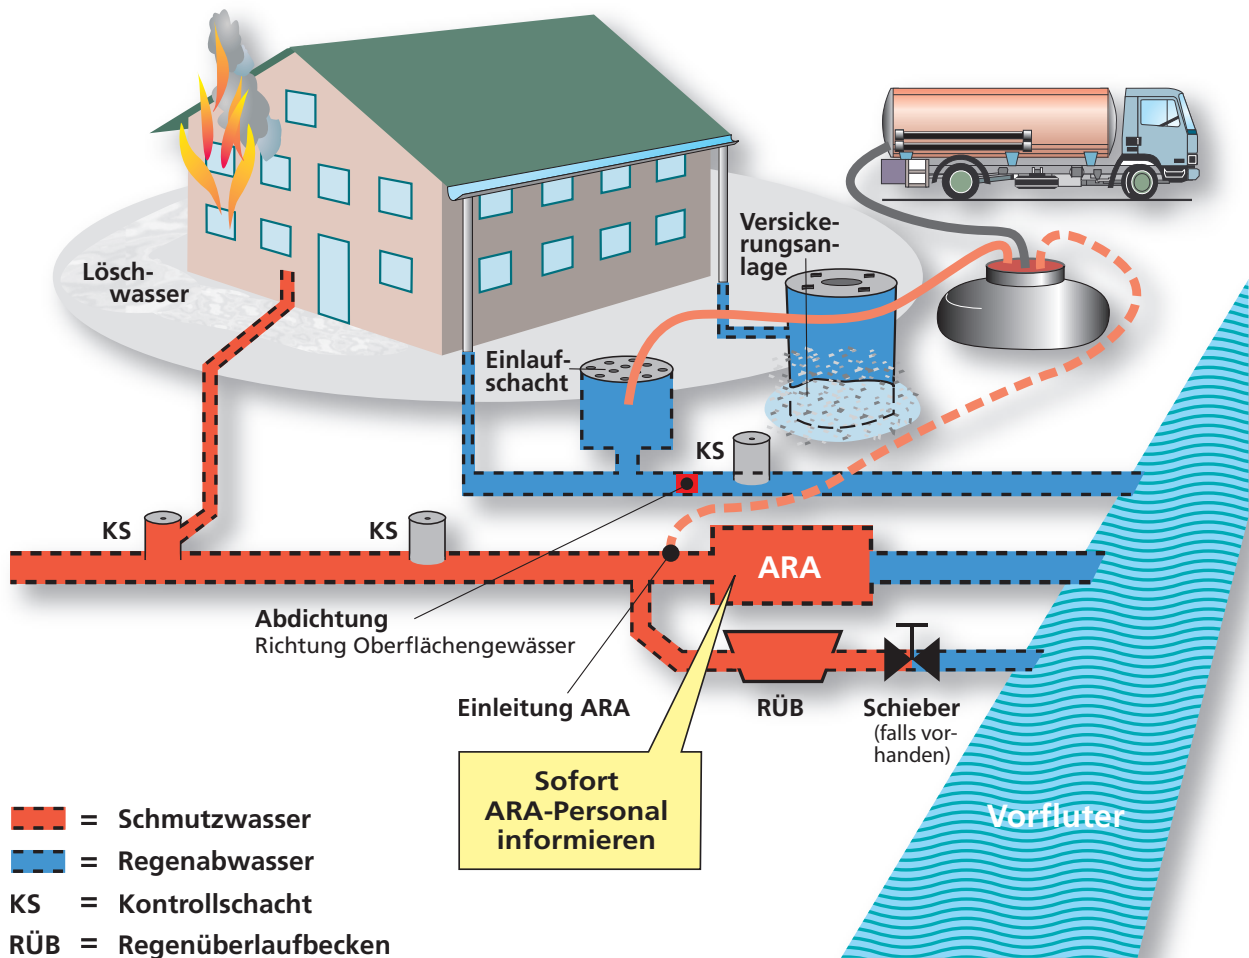 Lösch-
wasser
Versicke-
rungsan-
lage
Einlauf-
schacht
KS
KS
KS
ARA
Abdichtung
Richtung Oberflächengewässer
Einleitung ARA
RÜB
Schieber
(falls vor-
handen)
Sofort
ARA-Personal
informieren
Vorfluter
= Schmutzwasser
= Regenabwasser
KS = Kontrollschacht
RÜB = Regenüberlaufbecken